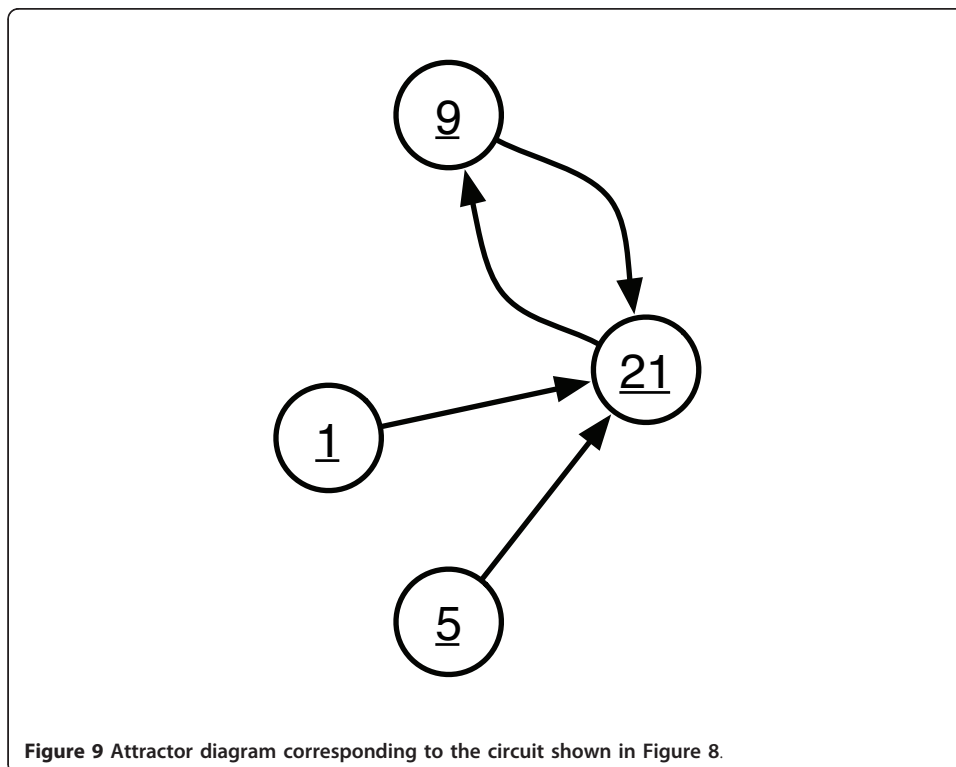 9
21
1
5
Figure 9 Attractor diagram corresponding to the circuit shown in Figure 8.